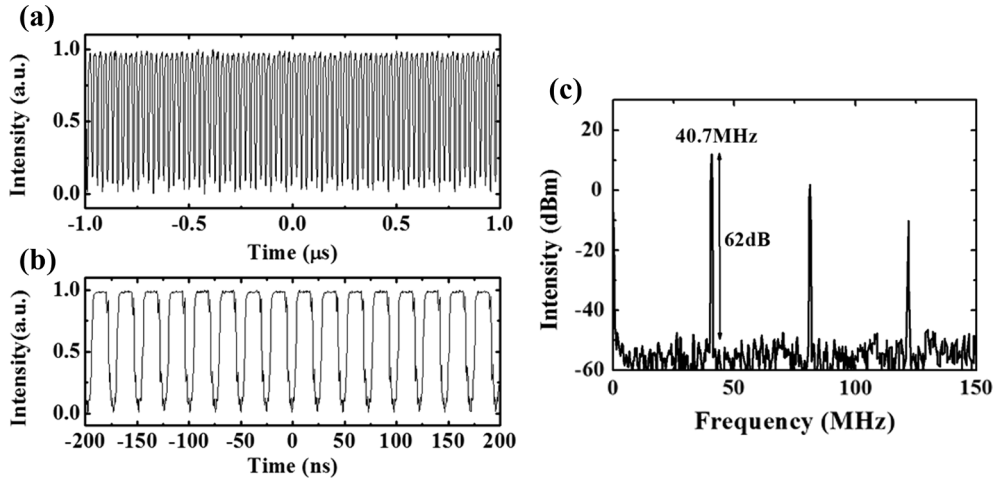 (a)
Intensity (a.u.)
1.0
0.5
0.0
-1.0 -0.5 0.0 0.5 1.0
Time (μs)
(b)
Intensity(a.u.)
1.0
0.5
0.0
-200 -150 -100 -50 0 50 100 150 200
Time (ns)
(c)
Intensity (dBm)
20
0
-20
-40
-60
40.7MHz
62dB
0 50 100 150
Frequency (MHz)